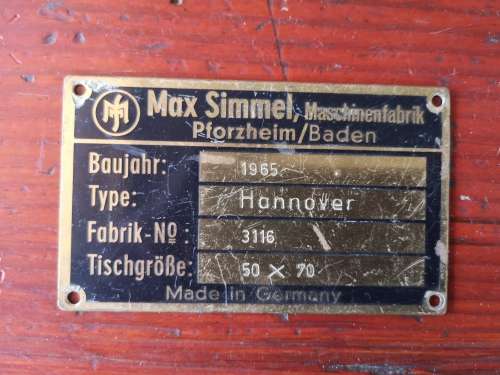 Max Simmel, Maschinenfabrik
Pforzheim/Baden
Baujahr: 1965
Type: Hannover
Fabrik-Nº: 3116
Tischgröße: 50 x 70
Made in Germany